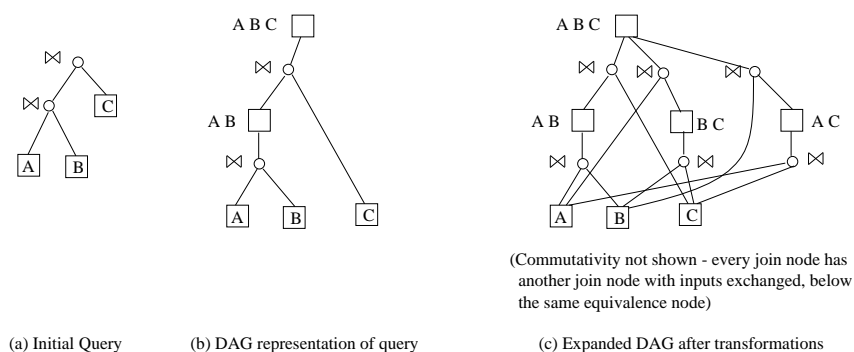 ⋈
⋈
C
A
B
(a) Initial Query
A B C
⋈
A B
⋈
A
B
C
(b) DAG representation of query
A B C
⋈ ⋈ ⋈
A B
B C
A C
⋈ ⋈ ⋈
A
B
C
(Commutativity not shown - every join node has
another join node with inputs exchanged, below
the same equivalence node)
(c) Expanded DAG after transformations